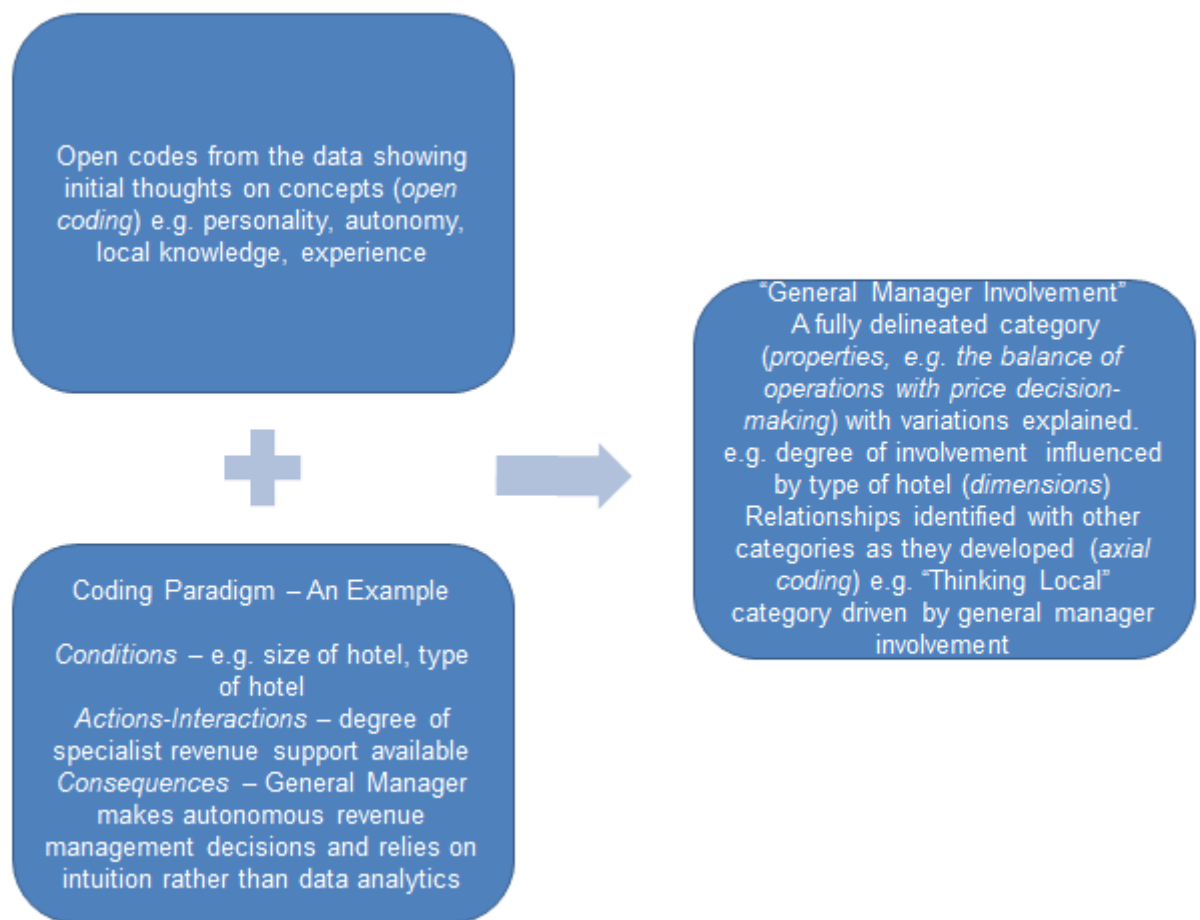 Open codes from the data showing
initial thoughts on concepts (open
coding) e.g. personality, autonomy,
local knowledge, experience
Coding Paradigm – An Example
Conditions – e.g. size of hotel, type
of hotel
Actions-Interactions – degree of
specialist revenue support available
Consequences – General Manager
makes autonomous revenue
management decisions and relies on
intuition rather than data analytics
“General Manager Involvement”
A fully delineated category
(properties, e.g. the balance of
operations with price decision-
making) with variations explained.
e.g. degree of involvement influenced
by type of hotel (dimensions)
Relationships identified with other
categories as they developed (axial
coding) e.g. “Thinking Local”
category driven by general manager
involvement